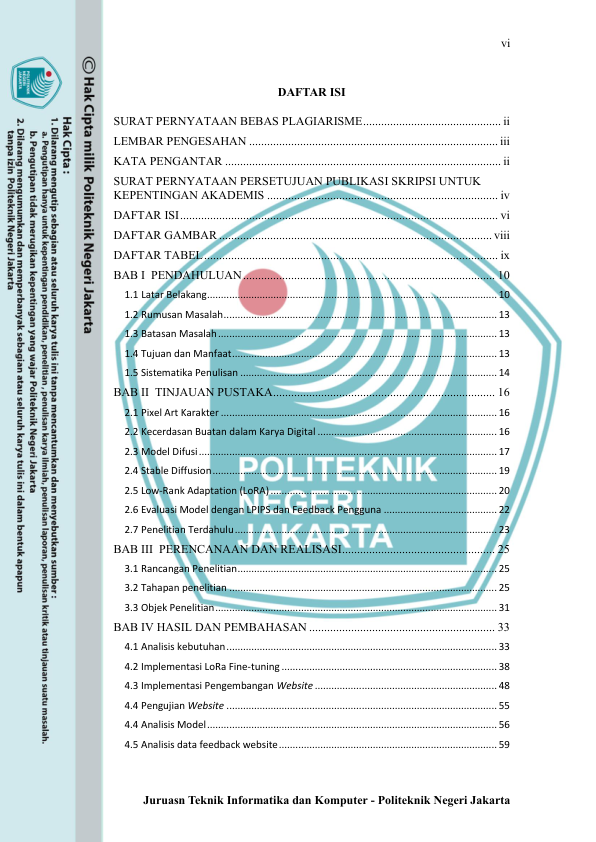 vi
DAFTAR ISI
SURAT PERNYATAAN BEBAS PLAGIARISME.............................................. ii
LEMBAR PENGESAHAN ................................................................................... iii
KATA PENGANTAR ............................................................................................ ii
SURAT PERNYATAAN PERSETUJUAN PUBLIKASI SKRIPSI UNTUK
KEPENTINGAN AKADEMIS .............................................................................. iv
DAFTAR ISI.......................................................................................................... vi
DAFTAR GAMBAR ........................................................................................... viii
DAFTAR TABEL .................................................................................................. ix
BAB I  PENDAHULUAN..................................................................................... 10
1.1 Latar Belakang................................................................................................ 10
1.2 Rumusan Masalah........................................................................................... 13
1.3 Batasan Masalah............................................................................................. 13
1.4 Tujuan dan Manfaat........................................................................................ 13
1.5 Sistematika Penulisan ..................................................................................... 14
BAB II  TINJAUAN PUSTAKA........................................................................... 16
2.1 Pixel Art Karakter ........................................................................................... 16
2.2 Kecerdasan Buatan dalam Karya Digital ......................................................... 16
2.3 Model Difusi ................................................................................................... 17
2.4 Stable Diffusion............................................................................................... 19
2.5 Low-Rank Adaptation (LoRA) .......................................................................... 20
2.6 Evaluasi Model dengan LPIPS dan Feedback Pengguna .................................. 22
2.7 Penelitian Terdahulu....................................................................................... 23
BAB III  PERENCANAAN DAN REALISASI..................................................... 25
3.1 Rancangan Penelitian...................................................................................... 25
3.2 Tahapan penelitian ......................................................................................... 25
3.3 Objek Penelitian.............................................................................................. 31
BAB IV HASIL DAN PEMBAHASAN ............................................................... 33
4.1 Analisis kebutuhan.......................................................................................... 33
4.2 Implementasi LoRa Fine-tuning ...................................................................... 38
4.3 Implementasi Pengembangan Website ........................................................... 48
4.4 Pengujian Website .......................................................................................... 55
4.4 Analisis Model................................................................................................. 56
4.5 Analisis data feedback website........................................................................ 59
Juruasn Teknik Informatika dan Komputer - Politeknik Negeri Jakarta
POLITEKNIK
NEGERI
JAKARTA
© Hak Cipta milik Politeknik Negeri Jakarta
Hak Cipta :
1. Dilarang mengutip sebagian atau seluruh karya tulis ini tanpa mencantumkan dan menyebutkan sumber :
a. Pengutipan hanya untuk kepentingan pendidikan, penelitian , penulisan karya ilmiah, penulisan laporan, penulisan kritik atau tinjauan suatu masalah.
b. Pengutipan tidak merugikan kepentingan yang wajar Politeknik Negeri Jakarta
2. Dilarang mengumumkan dan memperbanyak sebagian atau seluruh karya tulis ini dalam bentuk apapun
tanpa izin Politeknik Negeri Jakarta
POLITEKNIK
NEGERI
JAKARTA